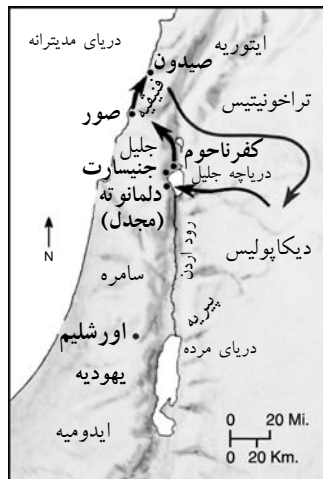 دریای مدیترانه
ایتوریه
صیدون
تراخونیتیس
فینیقیه
صور
جلیل
کفرناحوم
جنیسارت
دریاچه جلیل
دلمانوته
(مجدل)
دیکاپولیس
رود اردن
N
سامره
پیریه
اورشلیم
دریای مرده
یهودیه
ایدومیه
0 20 Mi.
0 20 Km.